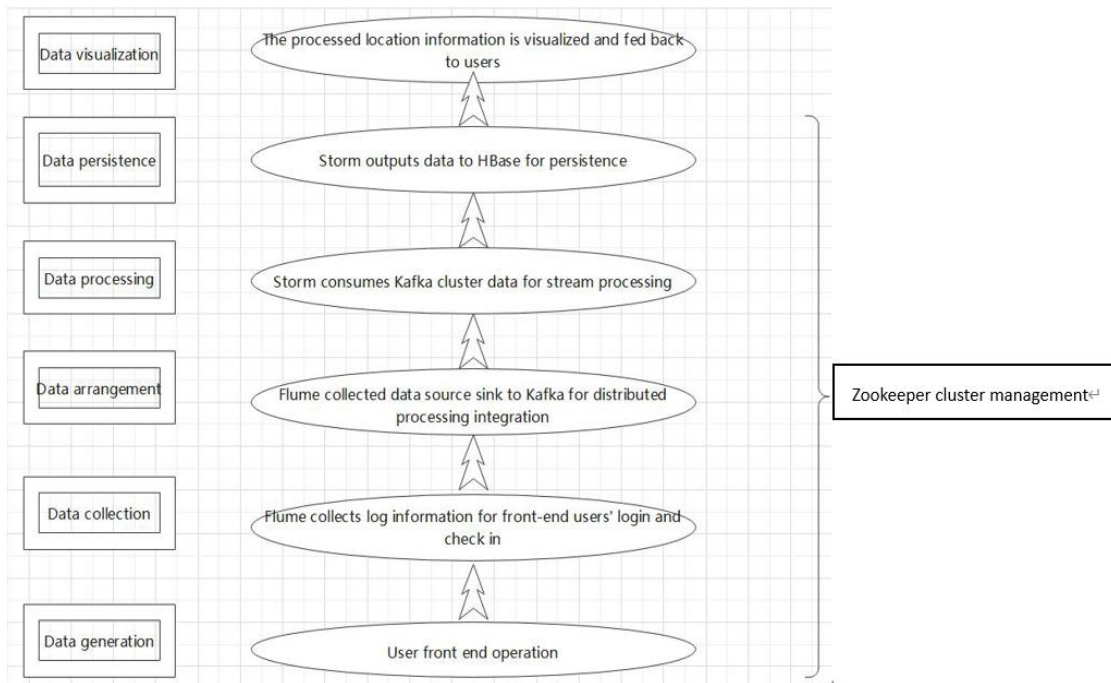 Data visualization
The processed location information is visualized and fed back
to users
Data persistence
Storm outputs data to HBase for persistence
Data processing
Storm consumes Kafka cluster data for stream processing
Data arrangement
Flume collected data source sink to Kafka for distributed
processing integration
Zookeeper cluster management↵
Data collection
Flume collects log information for front-end users' login and
check in
Data generation
User front end operation